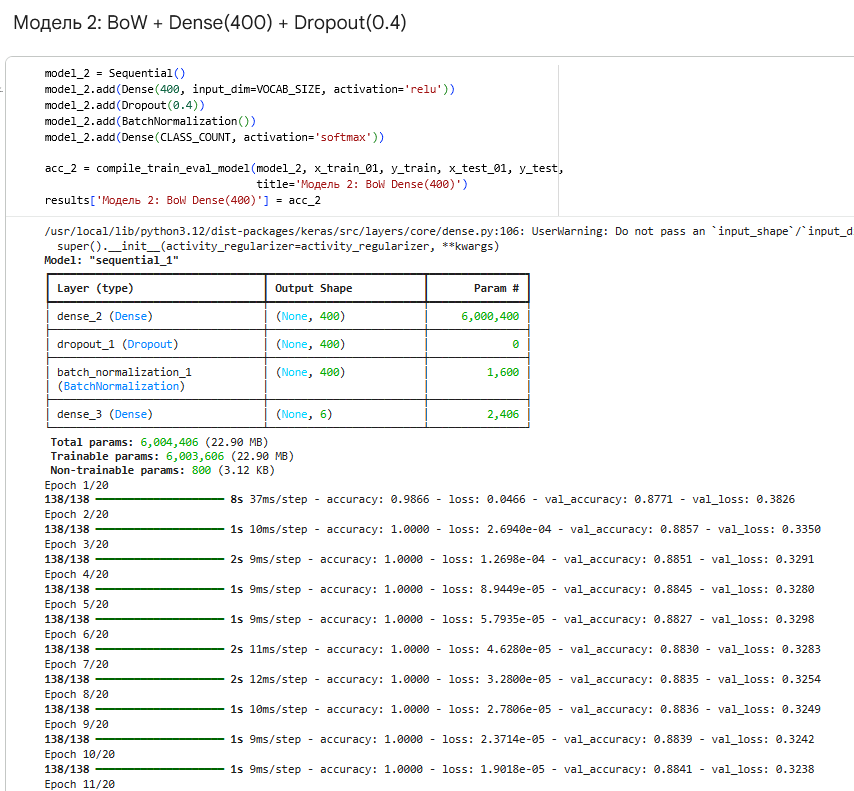 Модель 2: BoW + Dense(400) + Dropout(0.4)
model_2 = Sequential()
model_2.add(Dense(400, input_dim=VOCAB_SIZE, activation='relu'))
model_2.add(Dropout(0.4))
model_2.add(BatchNormalization())
model_2.add(Dense(CLASS_COUNT, activation='softmax'))
acc_2 = compile_train_eval_model(model_2, x_train_01, y_train, x_test_01, y_test,
title='Модель 2: BoW Dense(400)')
results['Модель 2: BoW Dense(400)'] = acc_2
/usr/local/lib/python3.12/dist-packages/keras/src/layers/core/dense.py:106: UserWarning: Do not pass an `input_shape`/`input_d
super().__init__(activity_regularizer=activity_regularizer, **kwargs)
Model: "sequential_1"
Layer (type) Output Shape Param #
dense_2 (Dense) (None, 400) 6,000,400
dropout_1 (Dropout) (None, 400) 0
batch_normalization_1 (None, 400) 1,600
(BatchNormalization)
dense_3 (Dense) (None, 6) 2,406
Total params: 6,004,406 (22.90 MB)
Trainable params: 6,003,606 (22.90 MB)
Non-trainable params: 800 (3.12 KB)
Epoch 1/20
138/138 8s 37ms/step - accuracy: 0.9866 - loss: 0.0466 - val_accuracy: 0.8771 - val_loss: 0.3826
Epoch 2/20
138/138 1s 10ms/step - accuracy: 1.0000 - loss: 2.6940e-04 - val_accuracy: 0.8857 - val_loss: 0.3350
Epoch 3/20
138/138 2s 9ms/step - accuracy: 1.0000 - loss: 1.2698e-04 - val_accuracy: 0.8851 - val_loss: 0.3291
Epoch 4/20
138/138 1s 9ms/step - accuracy: 1.0000 - loss: 8.9449e-05 - val_accuracy: 0.8845 - val_loss: 0.3280
Epoch 5/20
138/138 1s 9ms/step - accuracy: 1.0000 - loss: 5.7935e-05 - val_accuracy: 0.8827 - val_loss: 0.3298
Epoch 6/20
138/138 2s 11ms/step - accuracy: 1.0000 - loss: 4.6280e-05 - val_accuracy: 0.8830 - val_loss: 0.3283
Epoch 7/20
138/138 2s 12ms/step - accuracy: 1.0000 - loss: 3.2800e-05 - val_accuracy: 0.8835 - val_loss: 0.3254
Epoch 8/20
138/138 1s 10ms/step - accuracy: 1.0000 - loss: 2.7806e-05 - val_accuracy: 0.8836 - val_loss: 0.3249
Epoch 9/20
138/138 1s 9ms/step - accuracy: 1.0000 - loss: 2.3714e-05 - val_accuracy: 0.8839 - val_loss: 0.3242
Epoch 10/20
138/138 1s 9ms/step - accuracy: 1.0000 - loss: 1.9018e-05 - val_accuracy: 0.8841 - val_loss: 0.3238
Epoch 11/20